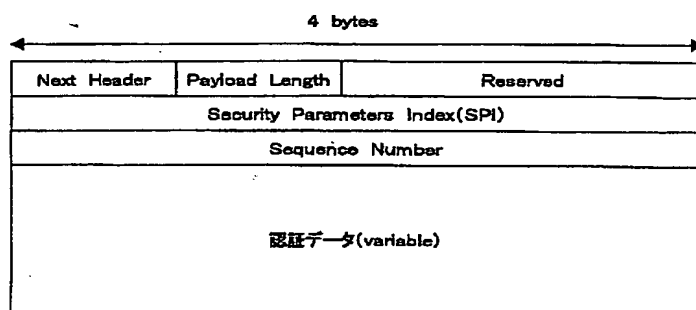 4 bytes
Next Header Payload Length Reserved
Security Parameters Index(SPI)
Sequence Number
認証データ(variable)